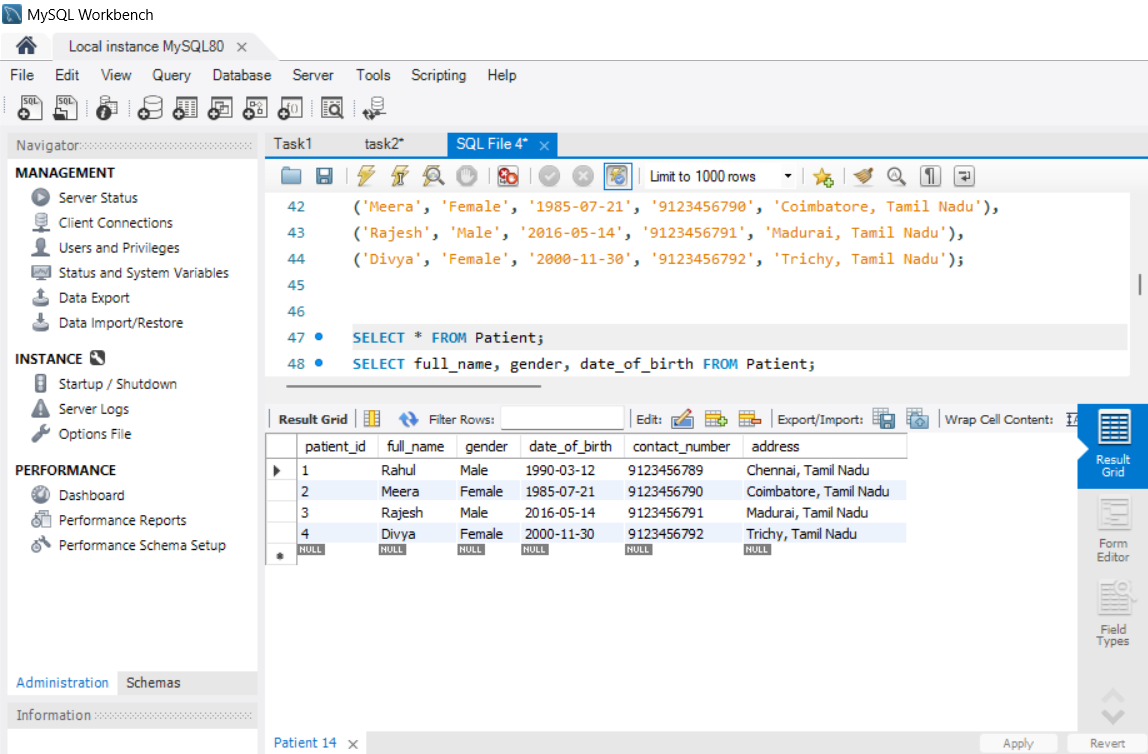 MySQL Workbench
Local instance MySQL80
File Edit View Query Database Server Tools Scripting Help
Navigator
MANAGEMENT
Server Status
Client Connections
Users and Privileges
Status and System Variables
Data Export
Data Import/Restore
INSTANCE
Startup / Shutdown
Server Logs
Options File
PERFORMANCE
Dashboard
Performance Reports
Performance Schema Setup
Administration Schemas
Information
Task1 task2* SQL File 4*
Limit to 1000 rows
42 ('Meera', 'Female', '1985-07-21', '9123456790', 'Coimbatore, Tamil Nadu'),
43 ('Rajesh', 'Male', '2016-05-14', '9123456791', 'Madurai, Tamil Nadu'),
44 ('Divya', 'Female', '2000-11-30', '9123456792', 'Trichy, Tamil Nadu');
45
46
47 SELECT * FROM Patient;
48 SELECT full_name, gender, date_of_birth FROM Patient;
Result Grid Filter Rows: Edit: Export/Import: Wrap Cell Content:
patient_id full_name gender date_of_birth contact_number address
1 Rahul Male 1990-03-12 9123456789 Chennai, Tamil Nadu
2 Meera Female 1985-07-21 9123456790 Coimbatore, Tamil Nadu
3 Rajesh Male 2016-05-14 9123456791 Madurai, Tamil Nadu
4 Divya Female 2000-11-30 9123456792 Trichy, Tamil Nadu
NULL NULL NULL NULL NULL NULL
Result
Grid
Form
Editor
Field
Types
Patient 14
Apply Revert